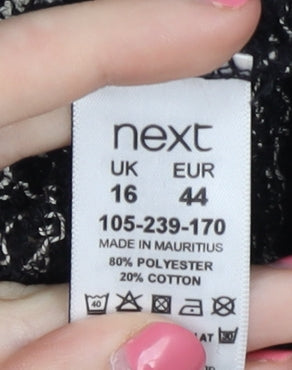 next
UK EUR
16 44
105-239-170
MADE IN MAURITIUS
80% POLYESTER
20% COTTON
40